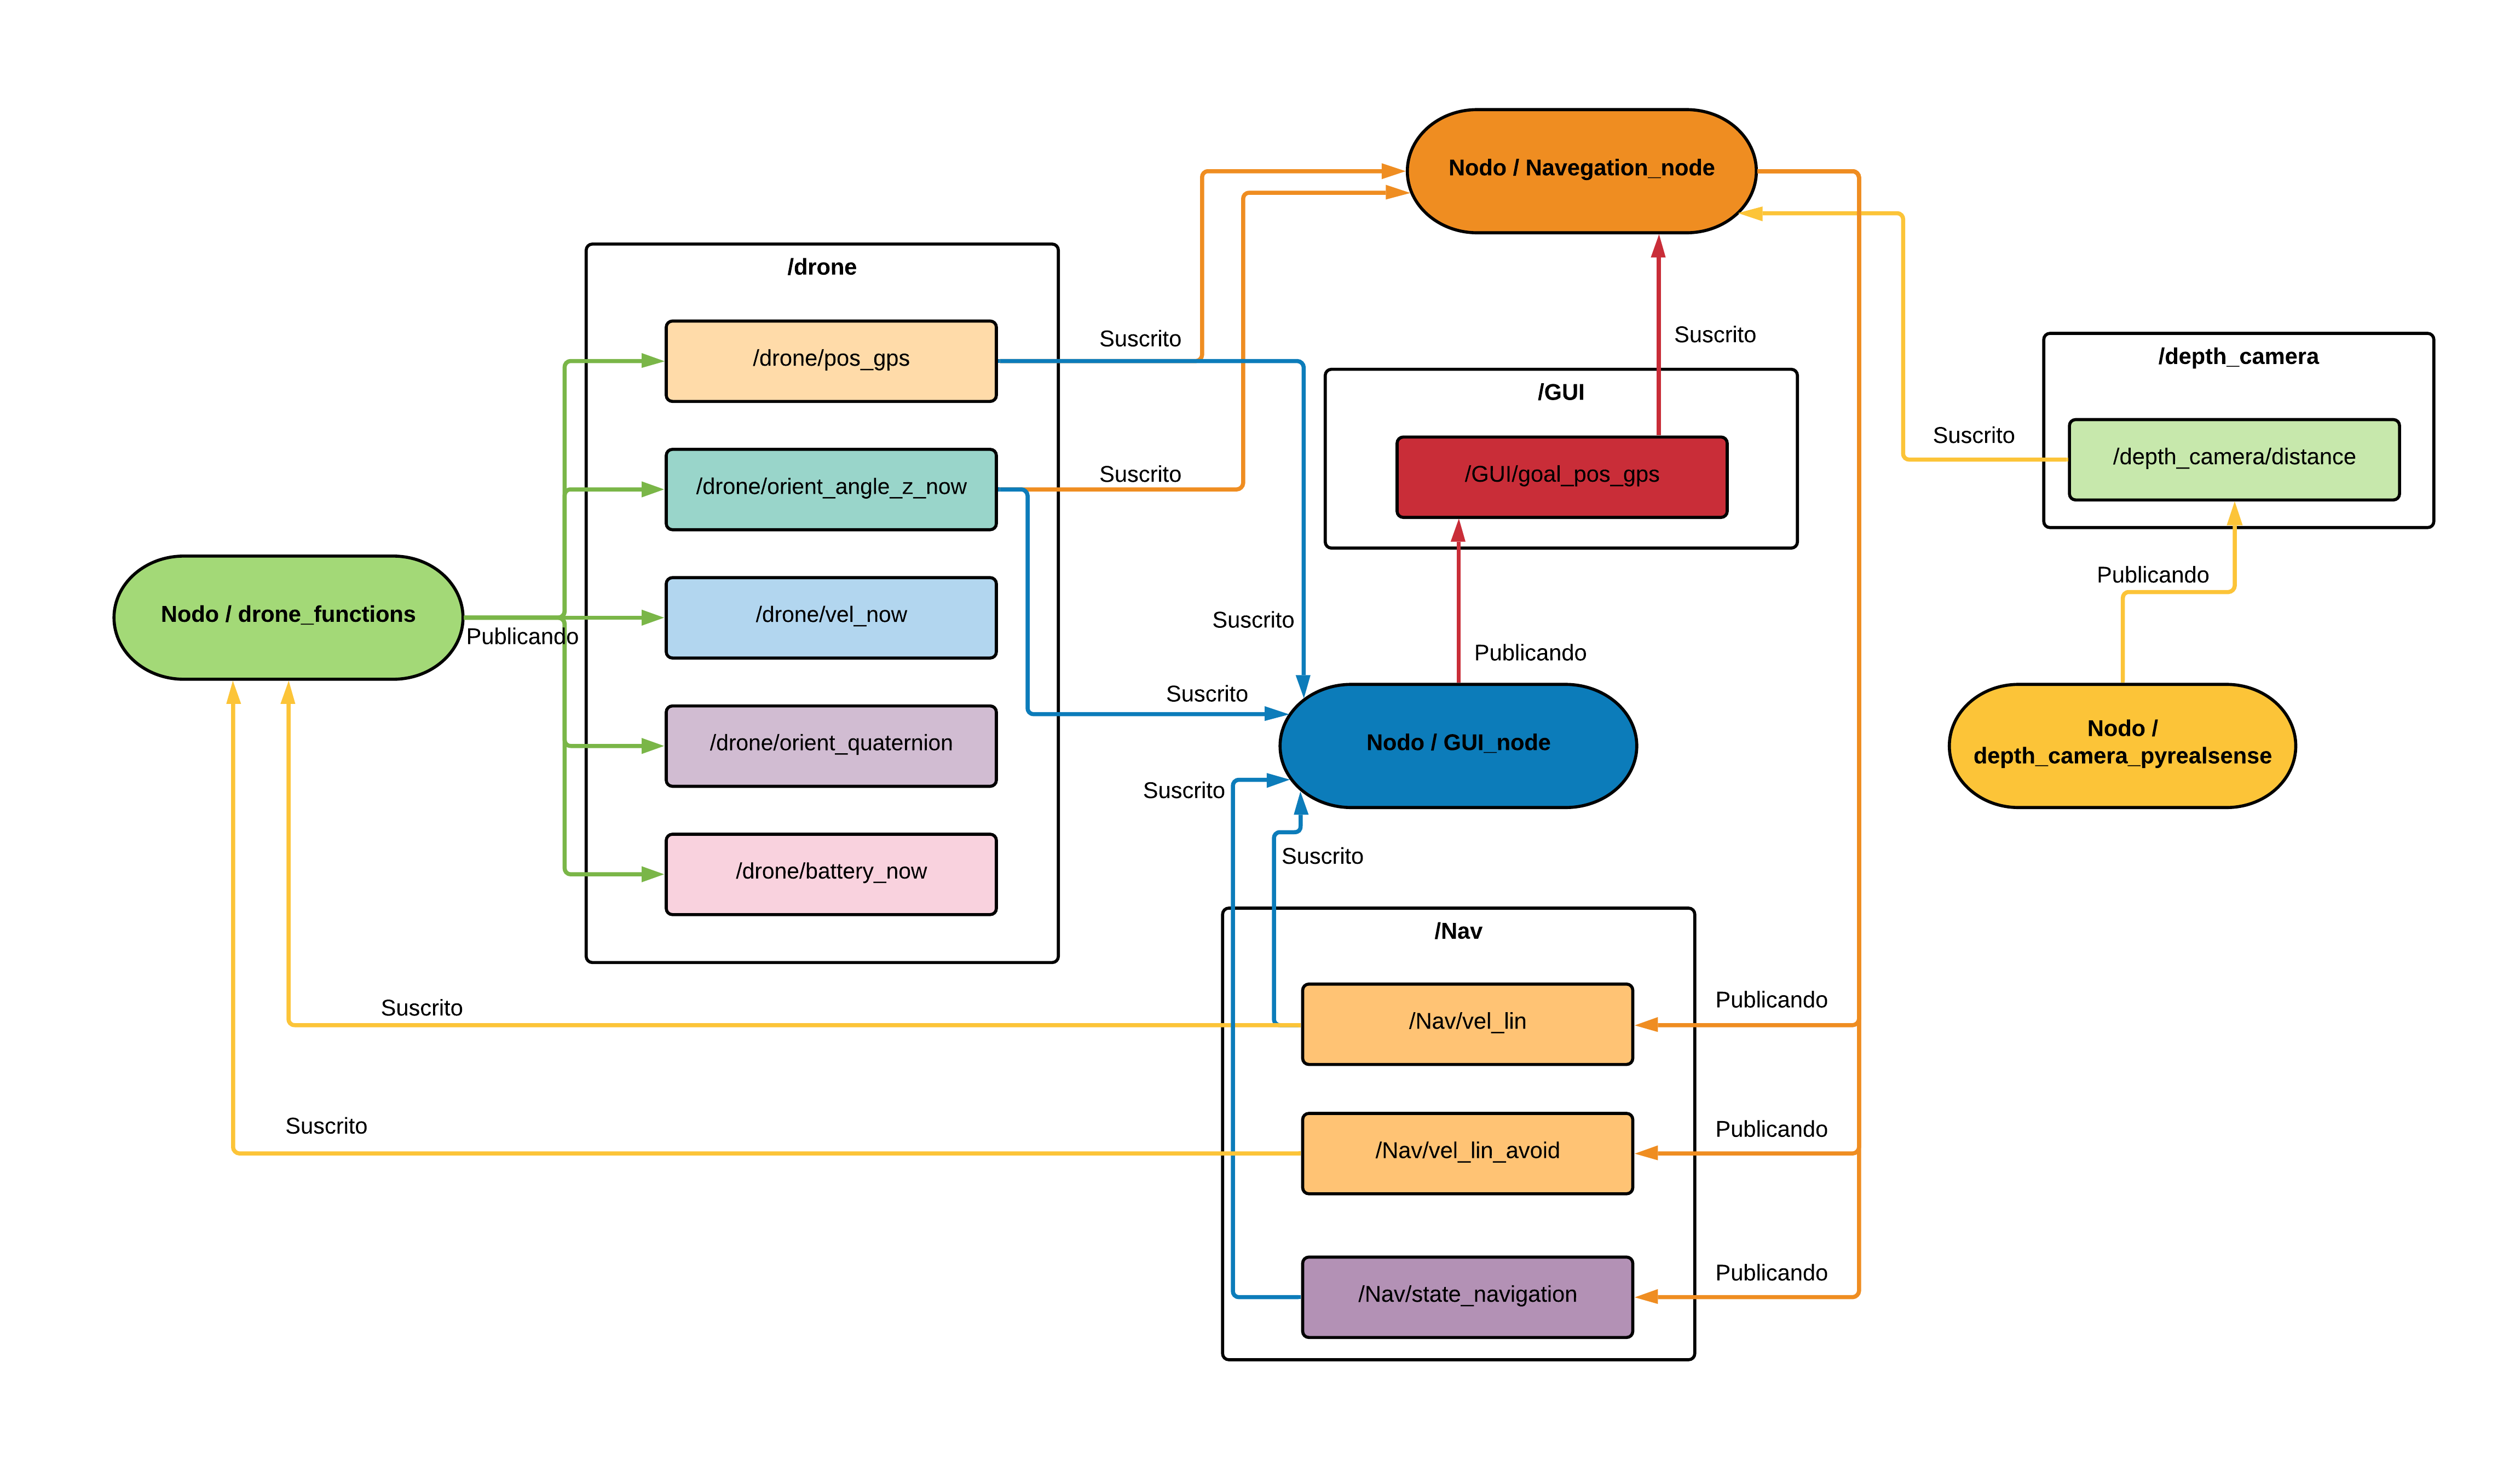 Nodo / Navegation_node
/drone
Suscrito
Suscrito
/drone/pos_gps
/depth_camera
/GUI
Suscrito
/depth_camera/distance
Suscrito
/GUI/goal_pos_gps
/drone/orient_angle_z_now
Publicando
Nodo / drone_functions
/drone/vel_now
Suscrito
Publicando
Publicando
Suscrito
Nodo /
depth_camera_pyrealsense
/drone/orient_quaternion
Nodo / GUI_node
Suscrito
Suscrito
/drone/battery_now
/Nav
Publicando
Suscrito
/Nav/vel_lin
Suscrito
Publicando
/Nav/vel_lin_avoid
Publicando
/Nav/state_navigation